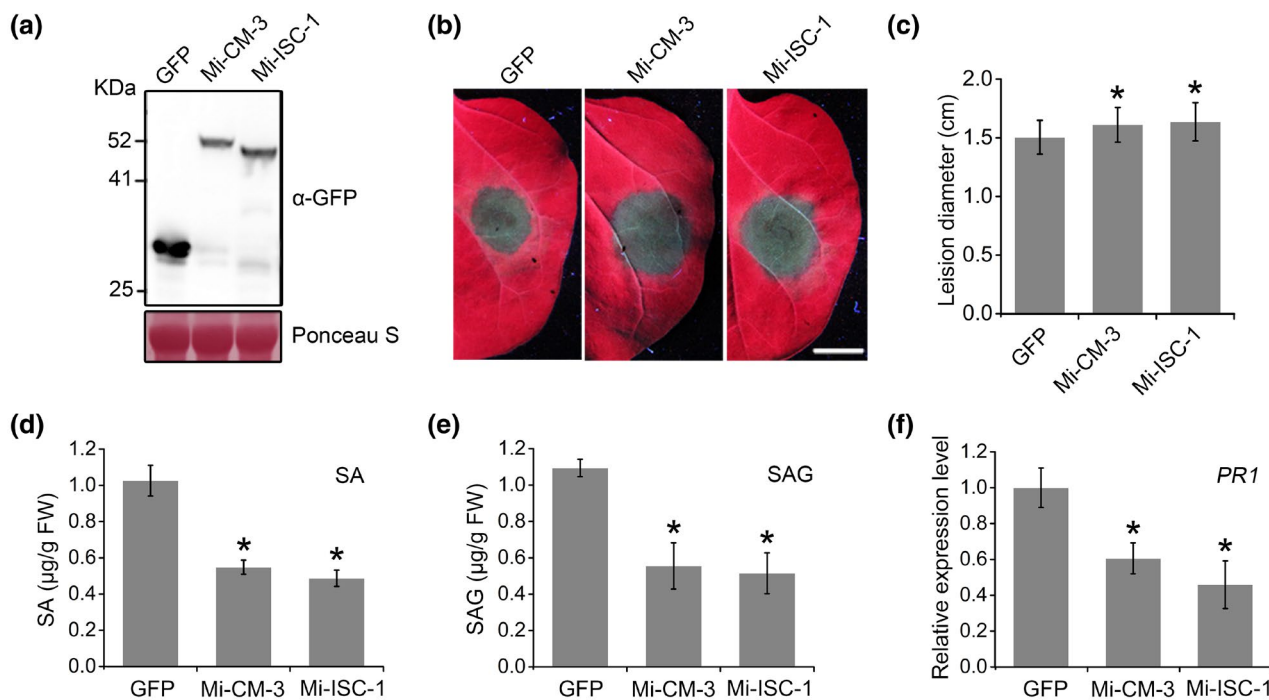 (a)
GFP
Mi-CM-3
Mi-ISC-1
KDa
52
41
25
α-GFP
Ponceau S
(b)
GFP
Mi-CM-3
Mi-ISC-1
(c)
Leision diameter (cm)
2.0
1.5
1.0
0.5
0.0
*
*
GFP
Mi-CM-3
Mi-ISC-1
(d)
SA (µg/g FW)
1.2
1.0
0.8
0.6
0.4
0.2
0.0
SA
*
*
GFP
Mi-CM-3
Mi-ISC-1
(e)
SAG (µg/g FW)
1.2
1.0
0.8
0.6
0.4
0.2
0.0
SAG
*
*
GFP
Mi-CM-3
Mi-ISC-1
(f)
Relative expression level
1.2
1.0
0.8
0.6
0.4
0.2
0.0
PR1
*
*
GFP
Mi-CM-3
Mi-ISC-1